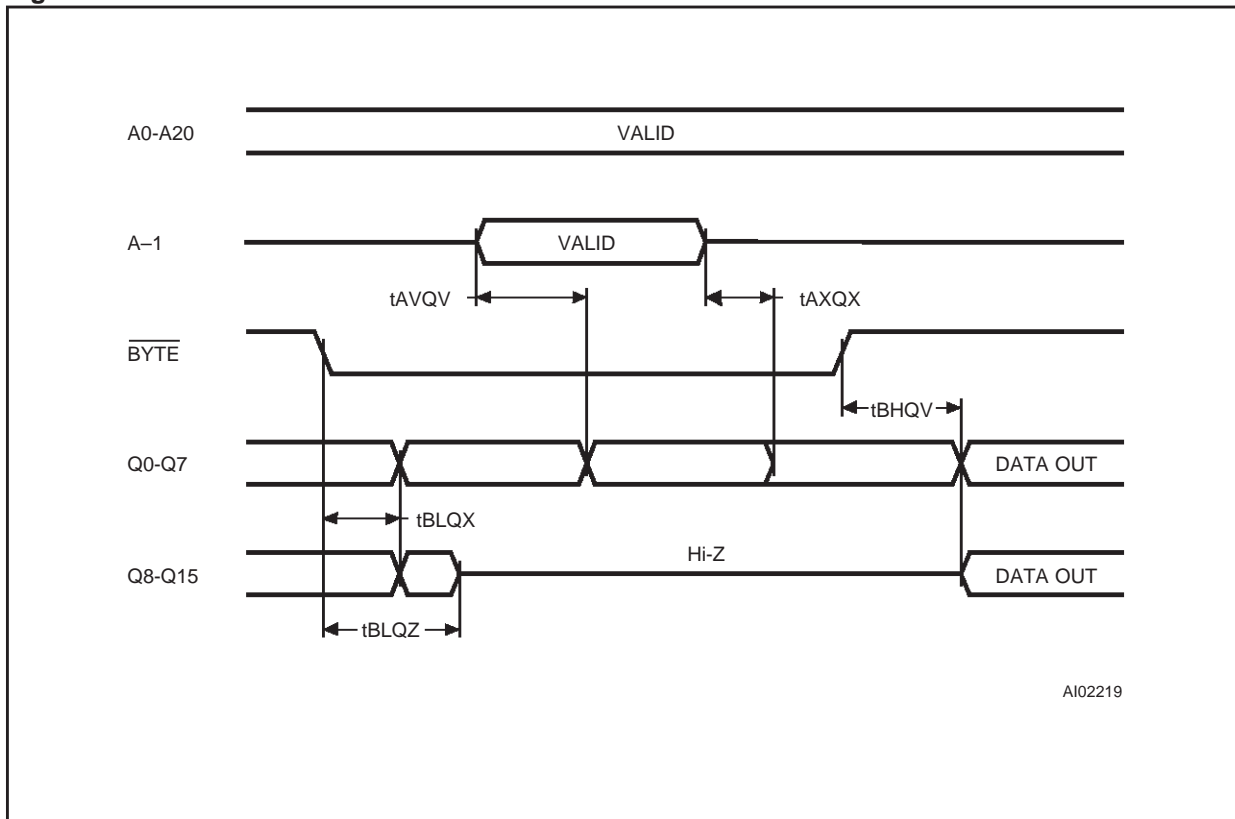 A0-A20
VALID
A–1
VALID
tAVQV
tAXQX
BYTE
tBHQV
Q0-Q7
DATA OUT
tBLQX
Hi-Z
Q8-Q15
DATA OUT
tBLQZ
AI02219